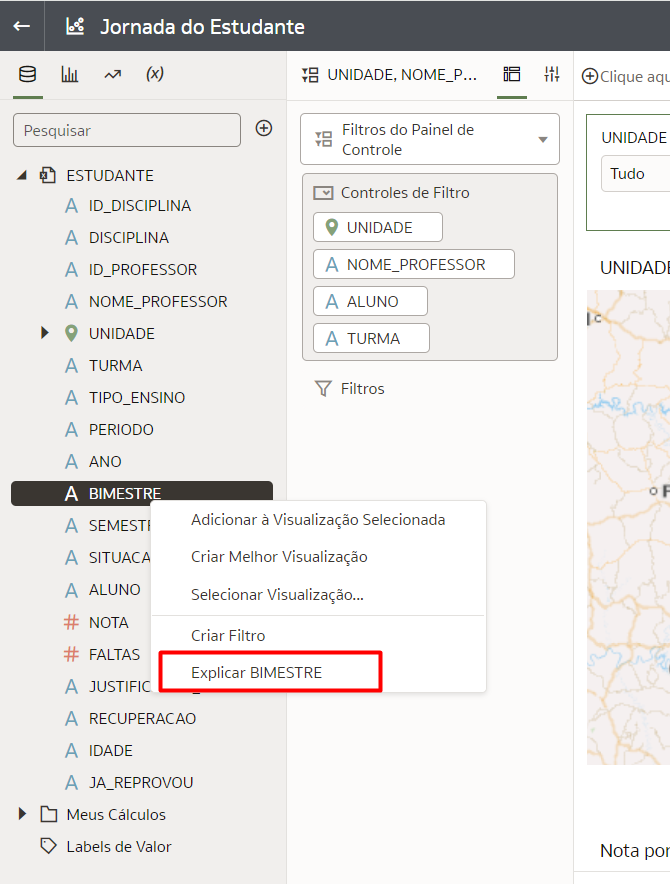 Jornada do Estudante
(x)
UNIDADE, NOME_P...
Clique aqu
Pesquisar
Filtros do Painel de
Controle
UNIDADE
Tudo
ESTUDANTE
ID_DISCIPLINA
DISCIPLINA
ID_PROFESSOR
NOME_PROFESSOR
UNIDADE
TURMA
TIPO_ENSINO
PERIODO
ANO
BIMESTRE
SEMESTR
SITUACA
ALUNO
NOTA
FALTAS
JUSTIFIC
RECUPERACAO
IDADE
JA_REPROVOU
Meus Cálculos
Labels de Valor
Controles de Filtro
UNIDADE
NOME_PROFESSOR
ALUNO
TURMA
Filtros
Adicionar à Visualização Selecionada
Criar Melhor Visualização
Selecionar Visualização...
Criar Filtro
Explicar BIMESTRE
UNIDADE
Nota por